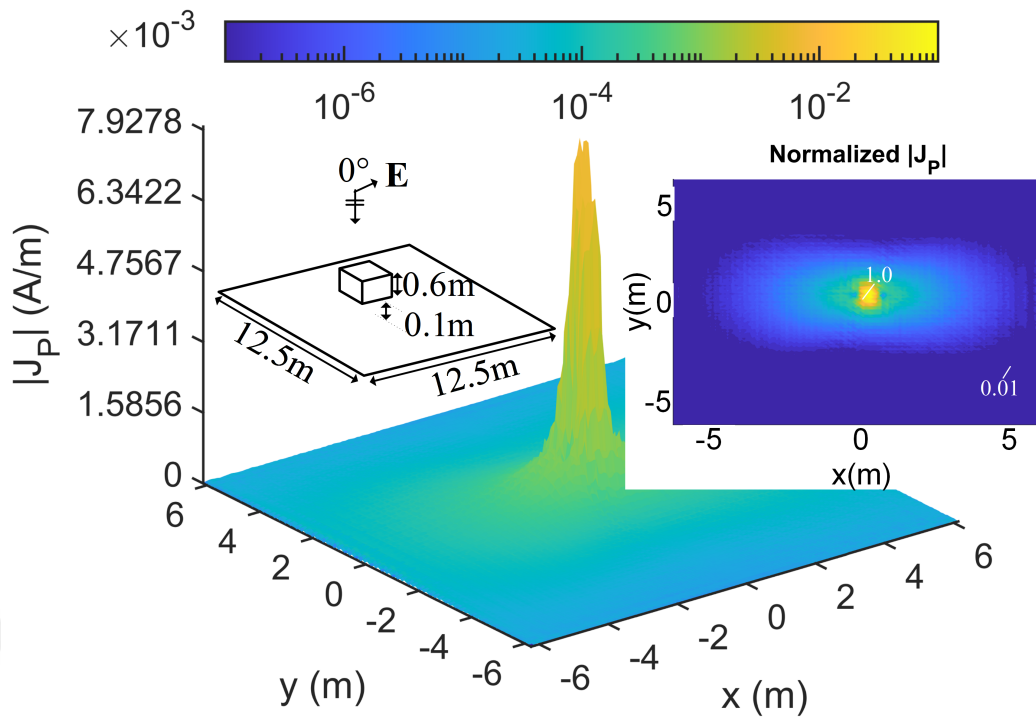 ×10⁻³
10⁻⁶ 10⁻⁴ 10⁻²
7.9278
6.3422
4.7567
3.1711
1.5856
0
|J_P| (A/m)
0°
E
0.6m
0.1m
12.5m
12.5m
Normalized |J_P|
5
0
-5
y(m)
1.0
0.01
-5 0 5
x(m)
6
4
2
0
-2
-4
-6
y (m)
-6
-4
-2
0
2
4
6
x (m)